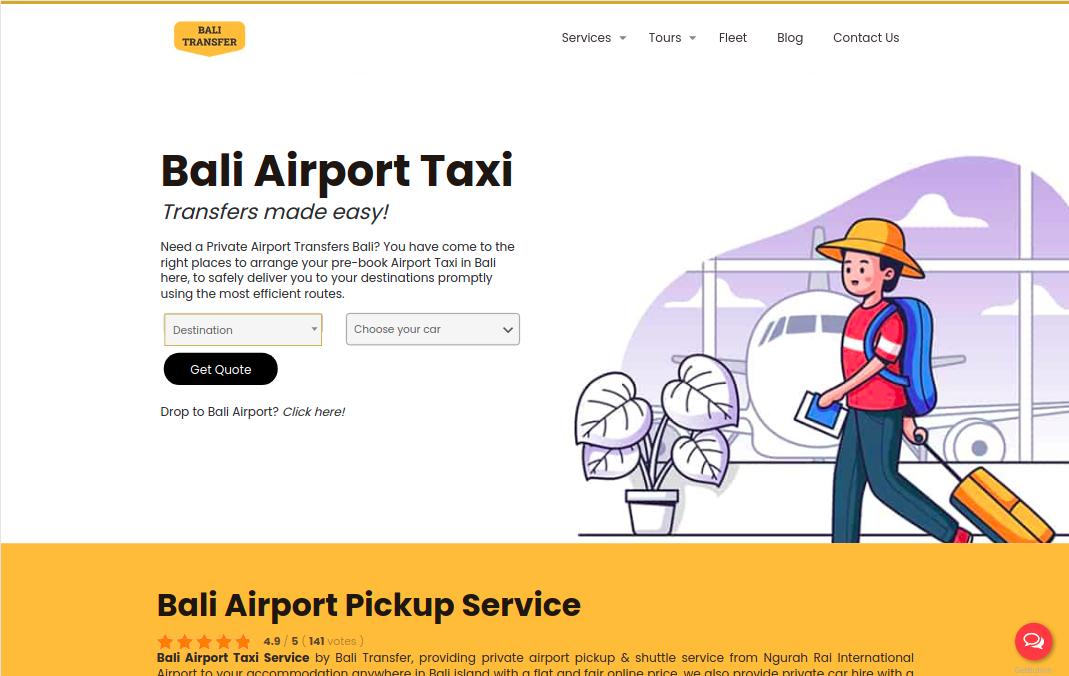 BALI
TRANSFER
Services
Tours
Fleet
Blog
Contact Us
Bali Airport Taxi
Transfers made easy!
Need a Private Airport Transfers Bali? You have come to the
right places to arrange your pre-book Airport Taxi in Bali
here, to safely deliver you to your destinations promptly
using the most efficient routes.
Destination
Choose your car
Get Quote
Drop to Bali Airport? Click here!
Bali Airport Pickup Service
4.9 / 5 ( 141 votes )
Bali Airport Taxi Service by Bali Transfer, providing private airport pickup & shuttle service from Ngurah Rai International
Airport to your accommodation anywhere in Bali island with a flat and fair online price, we also provide private car hire with a
GetButton